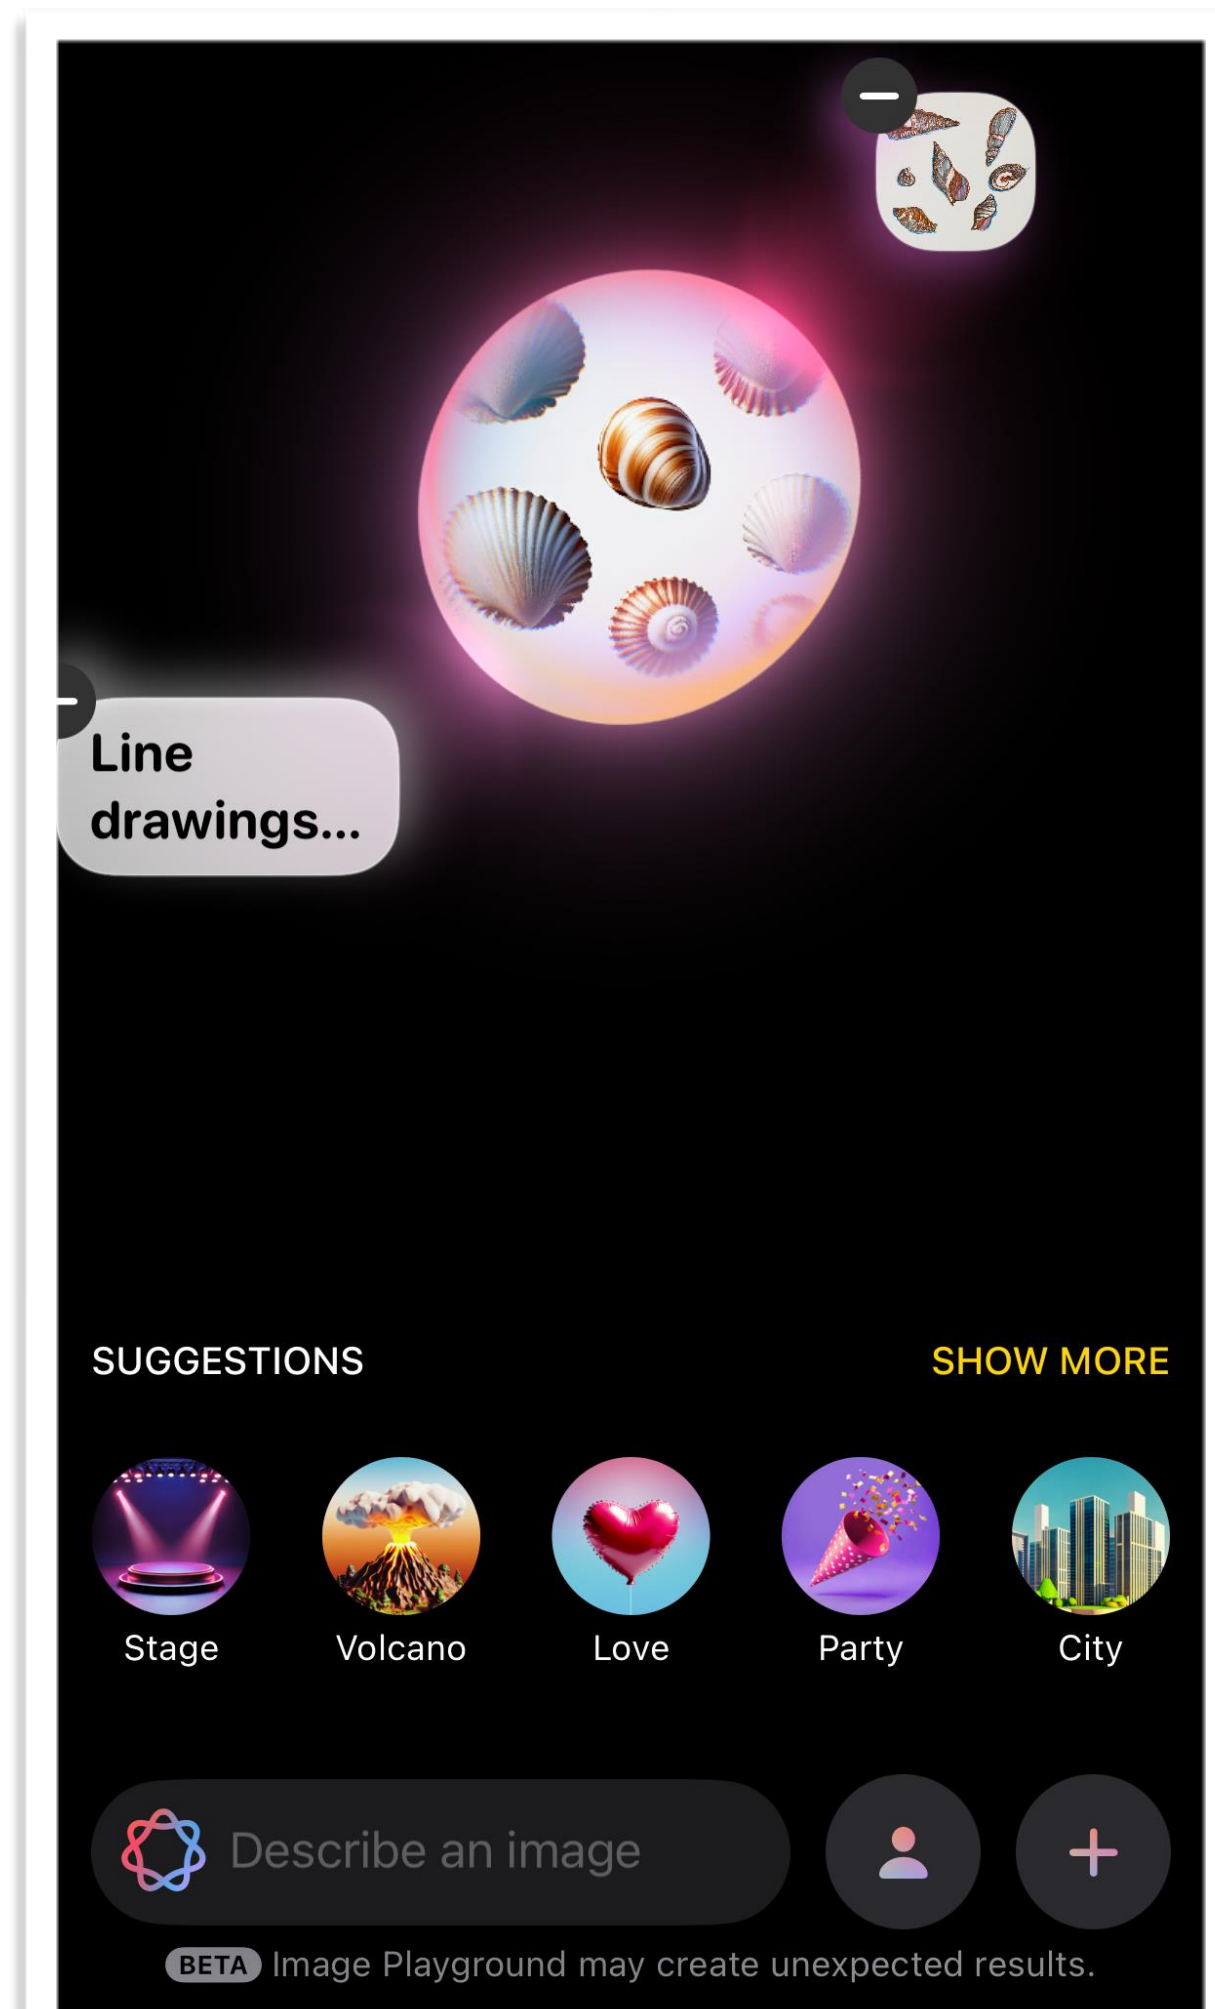 Line
drawings...
SUGGESTIONS
SHOW MORE
Stage
Volcano
Love
Party
City
Describe an image
BETA Image Playground may create unexpected results.